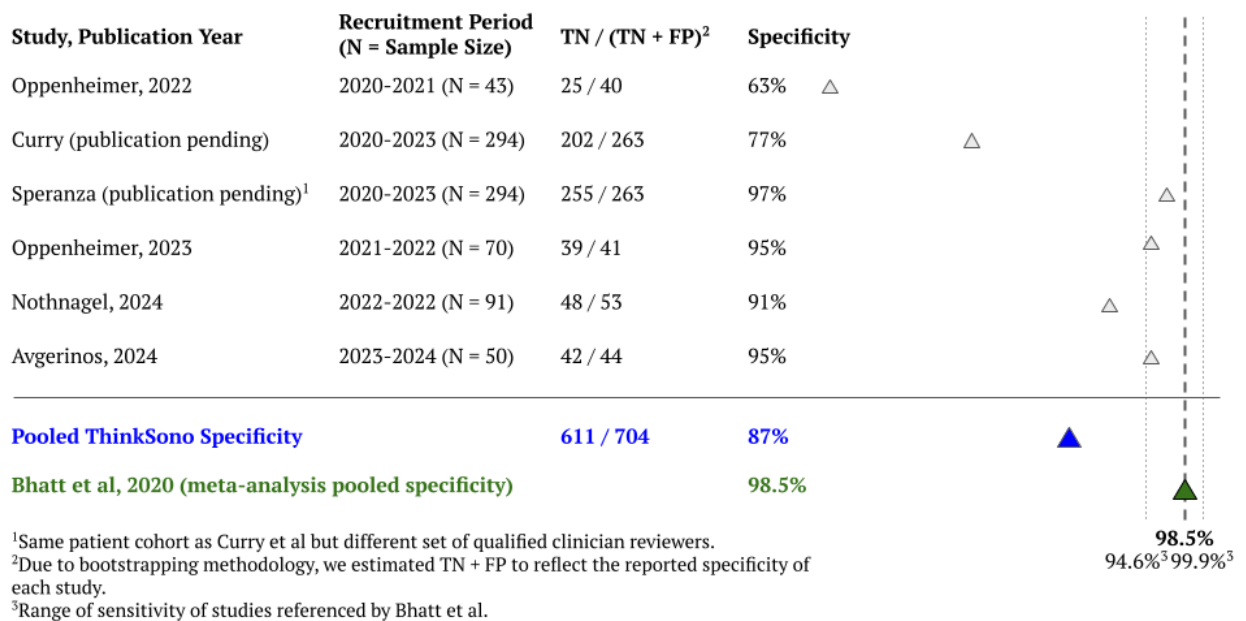 Study, Publication Year Recruitment Period (N = Sample Size) TN / (TN + FP)² Specificity
Oppenheimer, 2022 2020-2021 (N = 43) 25 / 40 63%
Curry (publication pending) 2020-2023 (N = 294) 202 / 263 77%
Speranza (publication pending)¹ 2020-2023 (N = 294) 255 / 263 97%
Oppenheimer, 2023 2021-2022 (N = 70) 39 / 41 95%
Nothnagel, 2024 2022-2022 (N = 91) 48 / 53 91%
Avgerinos, 2024 2023-2024 (N = 50) 42 / 44 95%
Pooled ThinkSono Specificity 611 / 704 87%
Bhatt et al, 2020 (meta-analysis pooled specificity) 98.5%
98.5%
94.6%³ 99.9%³
¹Same patient cohort as Curry et al but different set of qualified clinician reviewers.
²Due to bootstrapping methodology, we estimated TN + FP to reflect the reported specificity of
each study.
³Range of sensitivity of studies referenced by Bhatt et al.